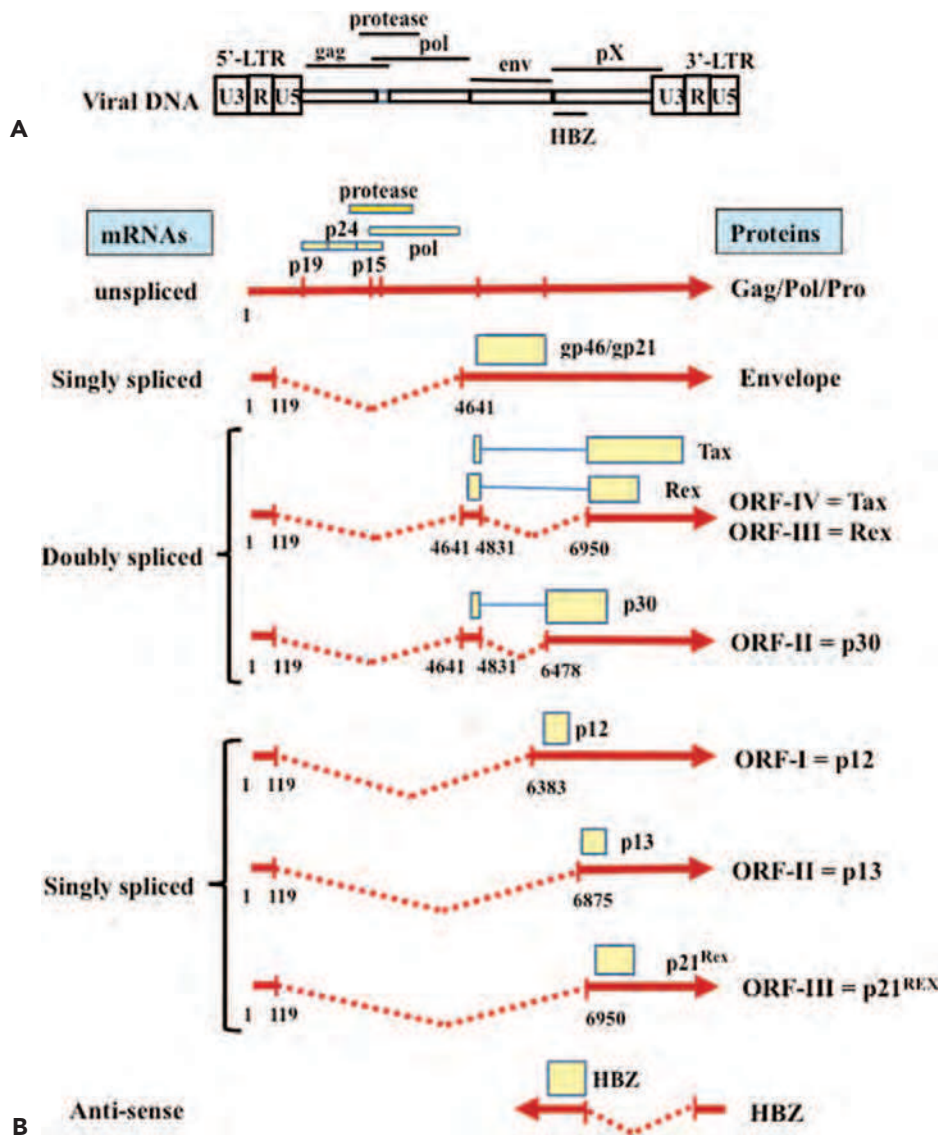 protease
5'-LTR gag pol env pX 3'-LTR
Viral DNA U3 R U5 U3 R U5
HBZ
A
protease
mRNAs p24 pol Proteins
p19 p15
unspliced Gag/Pol/Pro
1
gp46/gp21
Singly spliced Envelope
1 119 4641
Tax
Rex
ORF-IV = Tax
ORF-III = Rex
1 119 4641 4831 6950
Doubly spliced
p30
ORF-II = p30
1 119 4641 4831 6478
p12
ORF-I = p12
1 119 6383
p13
Singly spliced ORF-II = p13
1 119 6875
p21Rex
ORF-III = p21REX
1 119 6950
HBZ
Anti-sense HBZ
B